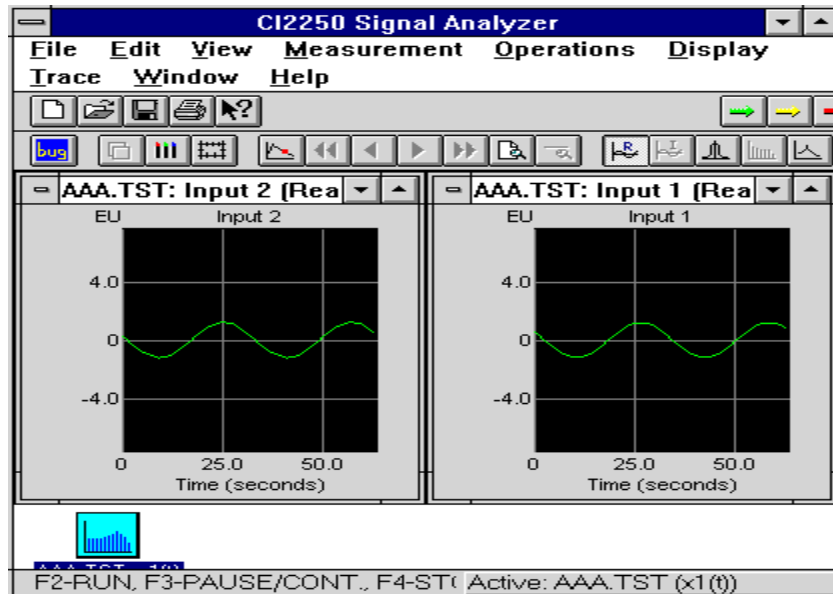 CI2250 Signal Analyzer
File Edit View Measurement Operations Display
Trace Window Help
bug
R
I
AAA.TST: Input 2 (Rea
EU Input 2
4.0
0
-4.0
0 25.0 50.0
Time (seconds)
AAA.TST: Input 1 (Rea
EU Input 1
4.0
0
-4.0
0 25.0 50.0
Time (seconds)
AAA.TST
F2-RUN, F3-PAUSE/CONT., F4-ST( Active: AAA.TST (x1(t))